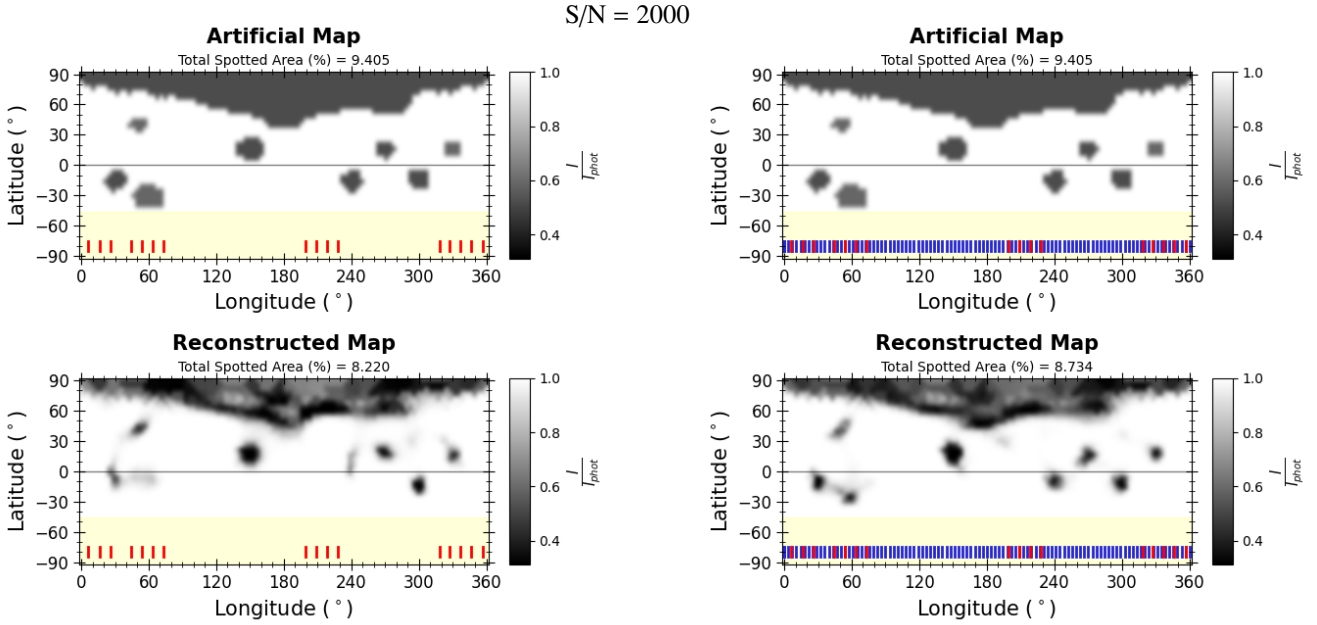 S/N = 2000
Artificial Map
Total Spotted Area (%) = 9.405
90
60
30
0
−30
−60
−90
Latitude (°)
0 60 120 180 240 300 360
Longitude (°)
1.0
0.8
0.6
0.4
I
I_phot
Artificial Map
Total Spotted Area (%) = 9.405
90
60
30
0
−30
−60
−90
Latitude (°)
0 60 120 180 240 300 360
Longitude (°)
1.0
0.8
0.6
0.4
I
I_phot
Reconstructed Map
Total Spotted Area (%) = 8.220
90
60
30
0
−30
−60
−90
Latitude (°)
0 60 120 180 240 300 360
Longitude (°)
1.0
0.8
0.6
0.4
I
I_phot
Reconstructed Map
Total Spotted Area (%) = 8.734
90
60
30
0
−30
−60
−90
Latitude (°)
0 60 120 180 240 300 360
Longitude (°)
1.0
0.8
0.6
0.4
I
I_phot